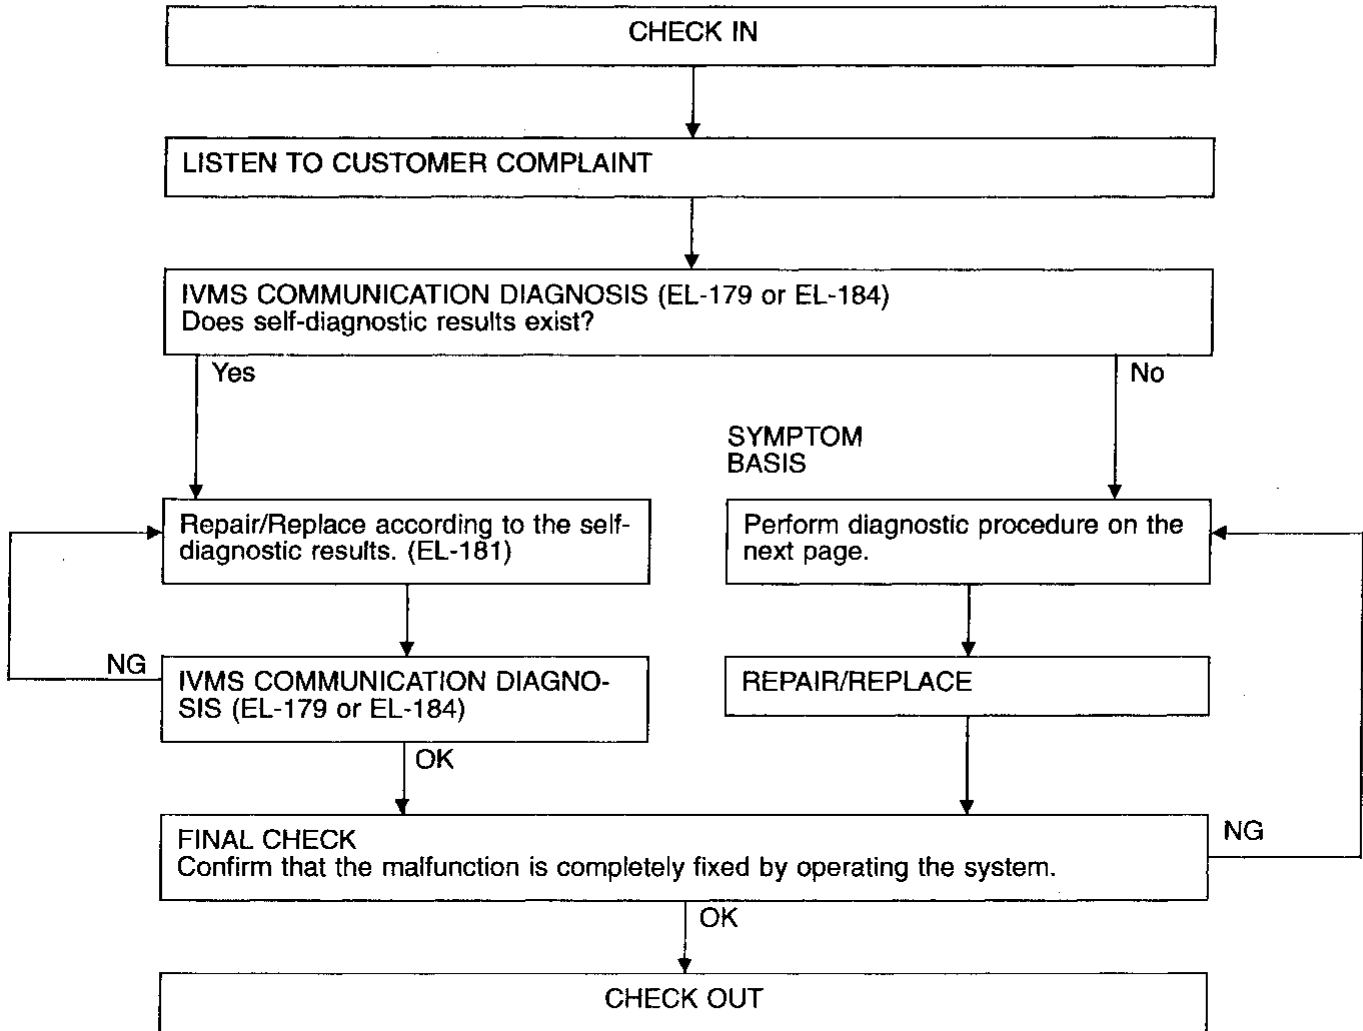 CHECK IN
LISTEN TO CUSTOMER COMPLAINT
IVMS COMMUNICATION DIAGNOSIS (EL-179 or EL-184)
Does self-diagnostic results exist?
Yes
No
SYMPTOM
BASIS
Repair/Replace according to the self-
diagnostic results. (EL-181)
Perform diagnostic procedure on the
next page.
NG
IVMS COMMUNICATION DIAGNO-
SIS (EL-179 or EL-184)
REPAIR/REPLACE
OK
FINAL CHECK
Confirm that the malfunction is completely fixed by operating the system.
NG
OK
CHECK OUT